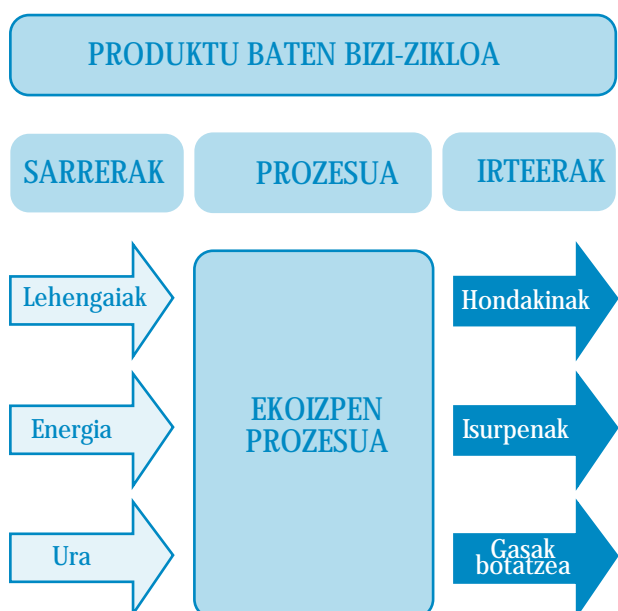 PRODUKTU BATEN BIZI-ZIKLOA
SARRERAK
PROZESUA
IRTEERAK
Lehengaiak
Energia
Ura
EKOIZPEN
PROZESUA
Hondakinak
Isurpenak
Gasak
botatzea